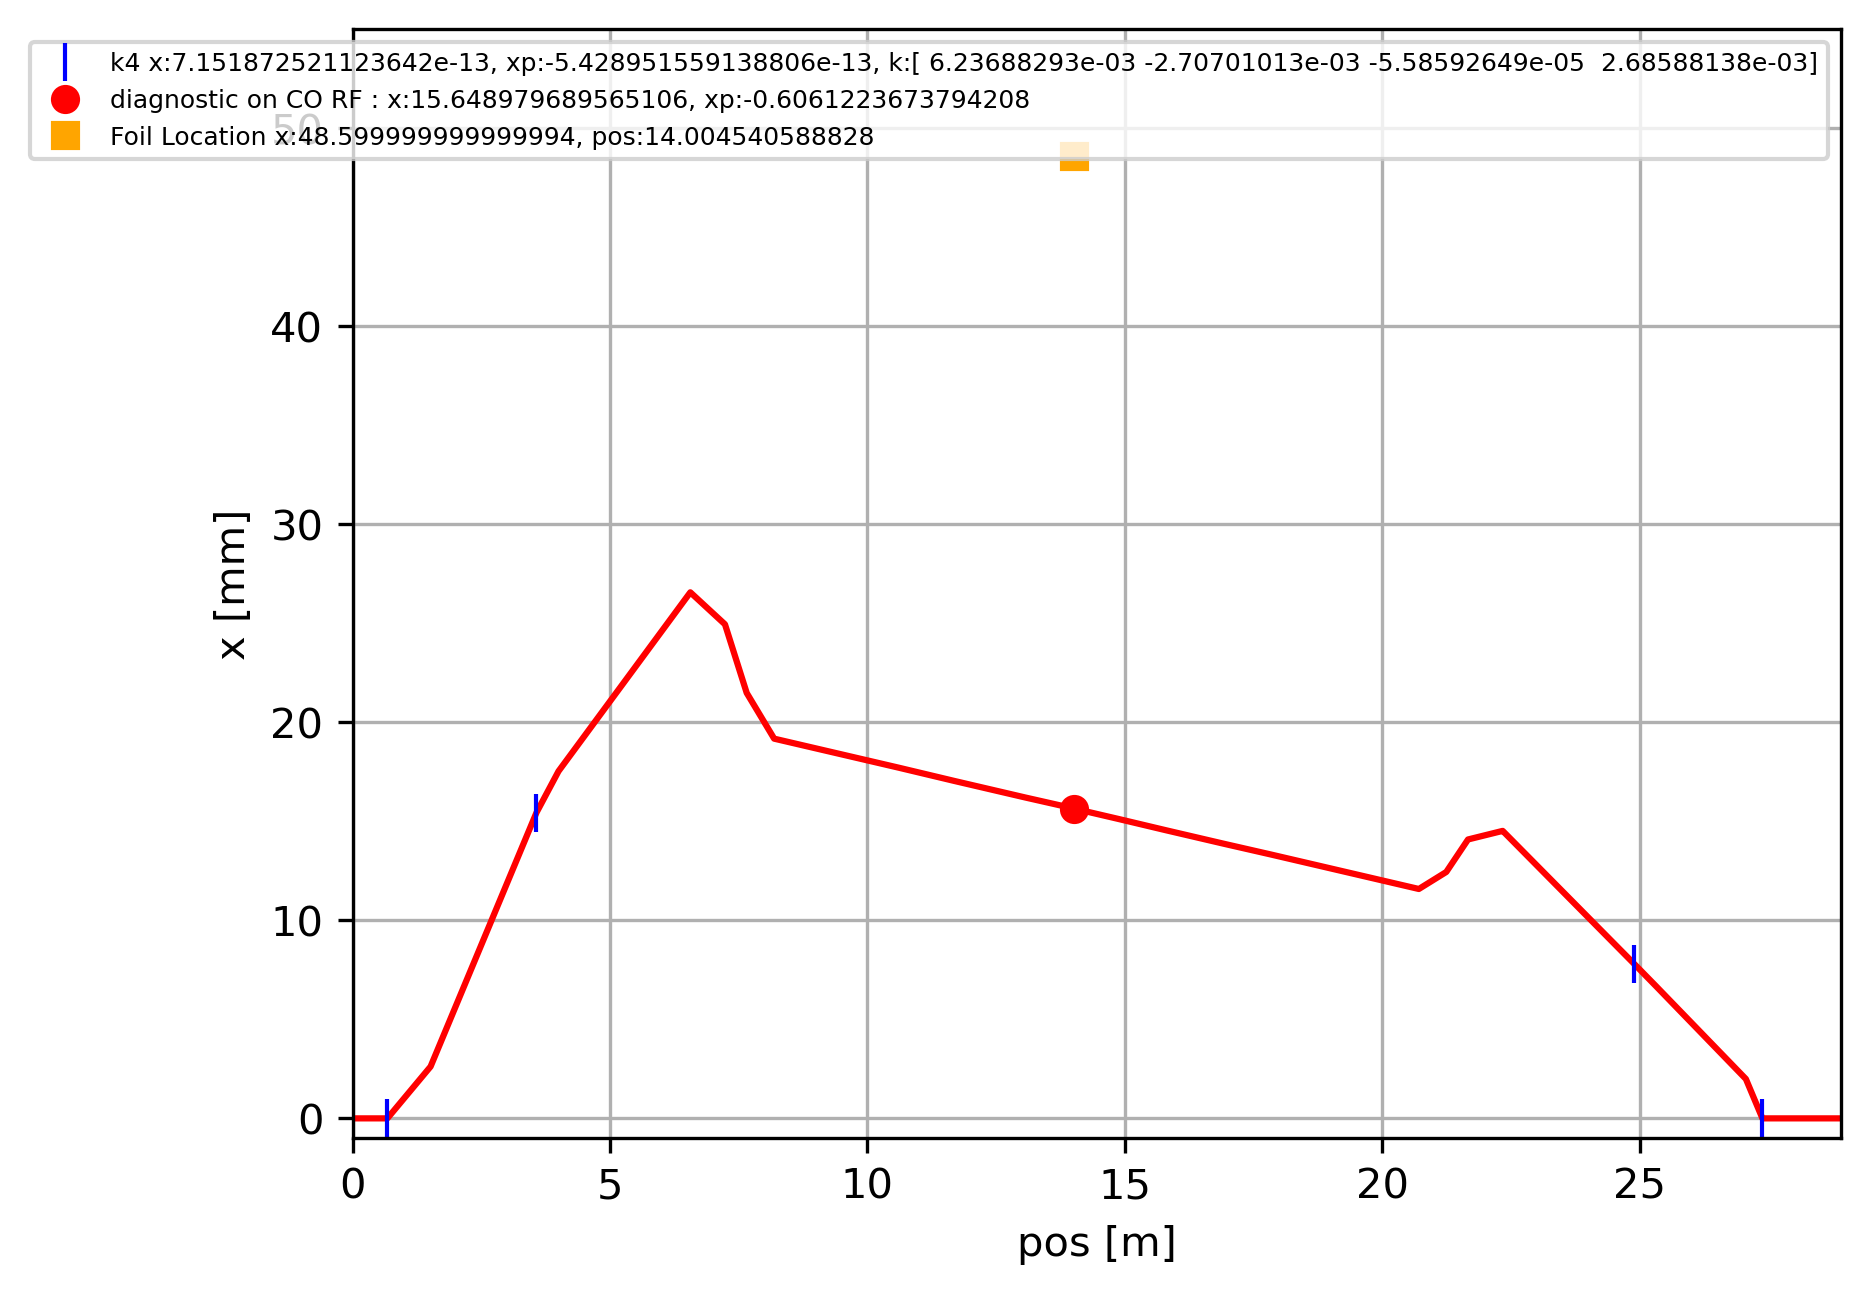 k4 x:7.151872521123642e-13, xp:-5.428951559138806e-13, k:[ 6.23688293e-03 -2.70701013e-03 -5.58592649e-05  2.68588138e-03]
diagnostic on CO RF : x:15.648979689565106, xp:-0.6061223673794208
50
Foil Location x:48.599999999999994, pos:14.004540588828
40
30
20
10
0
x [mm]
0 5 10 15 20 25
pos [m]